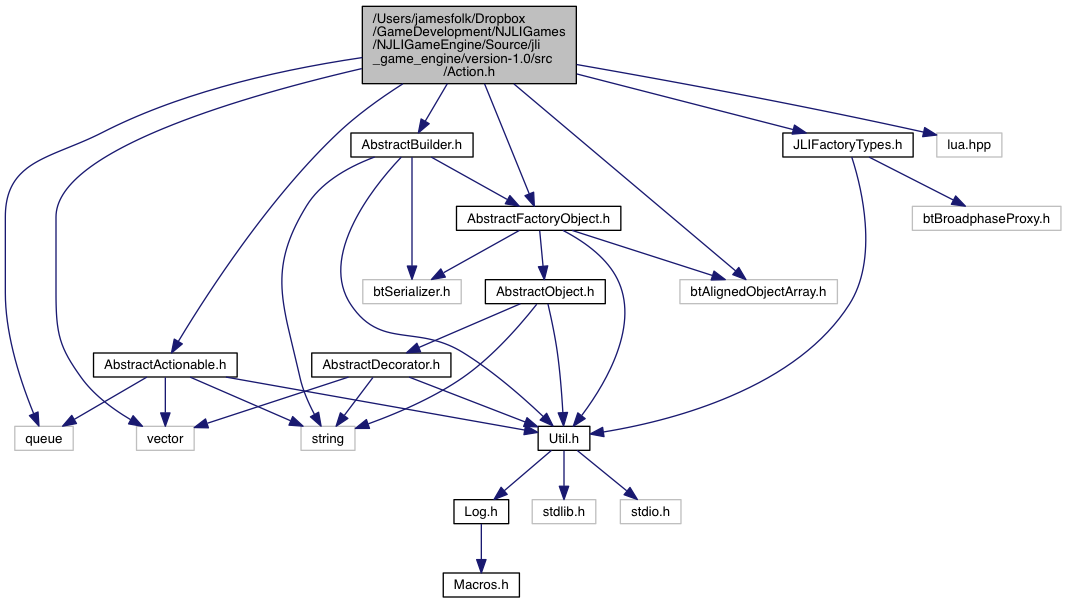 /Users/jamesfolk/Dropbox
/GameDevelopment/NJLIGames
/NJLIGameEngine/Source/jli
_game_engine/version-1.0/src
/Action.h
AbstractBuilder.h
JLIFactoryTypes.h
lua.hpp
AbstractFactoryObject.h
btBroadphaseProxy.h
btSerializer.h
AbstractObject.h
btAlignedObjectArray.h
AbstractActionable.h
AbstractDecorator.h
queue
vector
string
Util.h
Log.h
stdlib.h
stdio.h
Macros.h